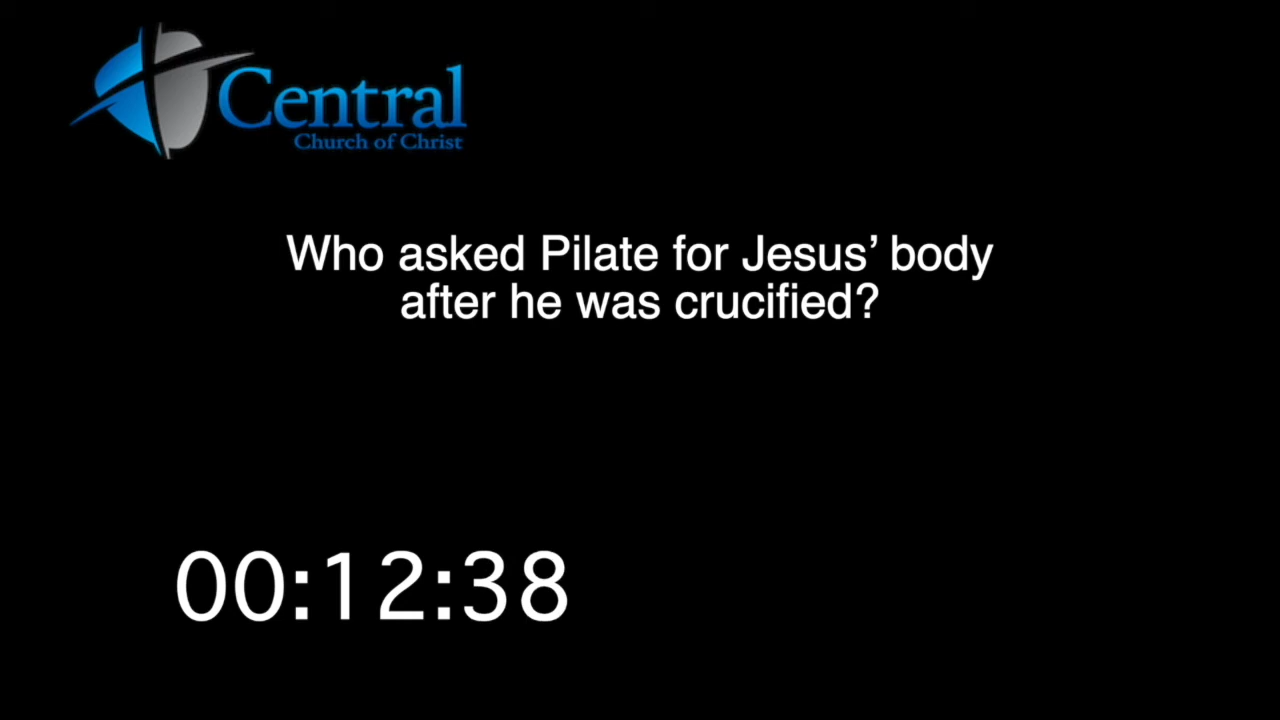 Central
Church of Christ
Who asked Pilate for Jesus’ body
after he was crucified?
00:12:38